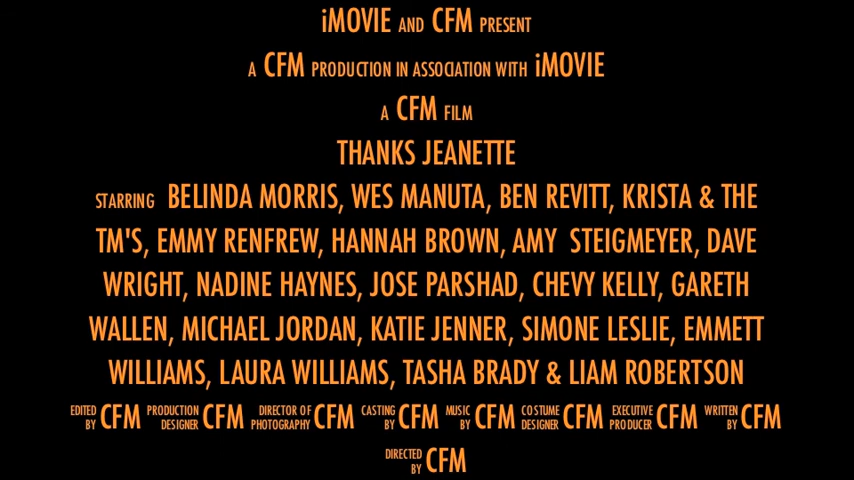 iMOVIE AND CFM PRESENT
A CFM PRODUCTION IN ASSOCIATION WITH iMOVIE
A CFM FILM
THANKS JEANETTE
STARRING BELINDA MORRIS, WES MANUTA, BEN REVITT, KRISTA & THE
TM'S, EMMY RENFREW, HANNAH BROWN, AMY STEIGMEYER, DAVE
WRIGHT, NADINE HAYNES, JOSE PARSHAD, CHEVY KELLY, GARETH
WALLEN, MICHAEL JORDAN, KATIE JENNER, SIMONE LESLIE, EMMETT
WILLIAMS, LAURA WILLIAMS, TASHA BRADY & LIAM ROBERTSON
EDITED BY CFM PRODUCTION DESIGNER CFM DIRECTOR OF PHOTOGRAPHY CFM CASTING BY CFM MUSIC BY CFM COSTUME DESIGNER CFM EXECUTIVE PRODUCER CFM WRITTEN BY CFM
DIRECTED BY CFM